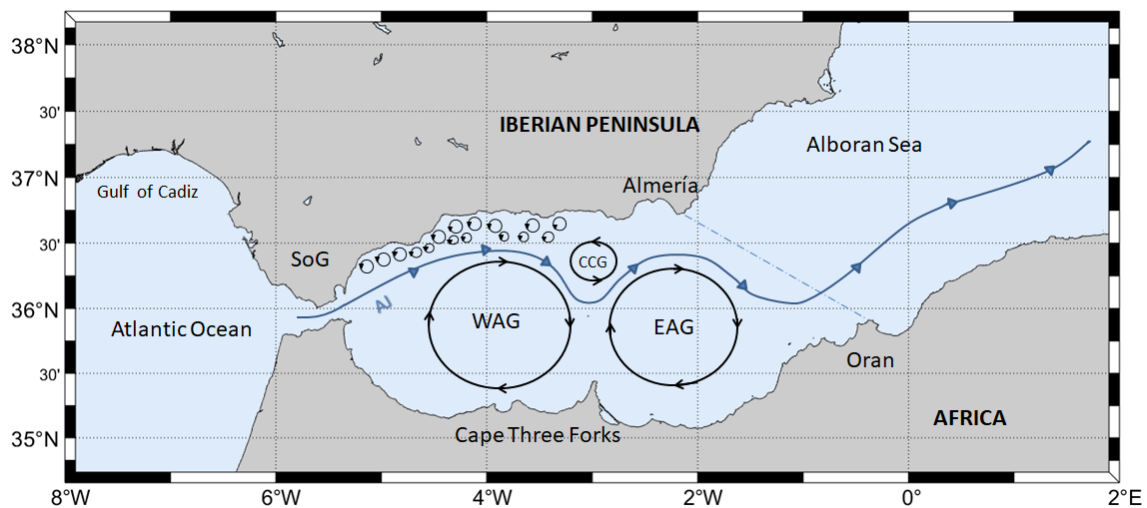 38°N
IBERIAN PENINSULA
30'
Alboran Sea
37°N
Almería
Gulf of Cadiz
30'
SoG
CCG
AJ
36°N
Atlantic Ocean
WAG
EAG
30'
Oran
Cape Three Forks
AFRICA
35°N
8°W
6°W
4°W
2°W
0°
2°E